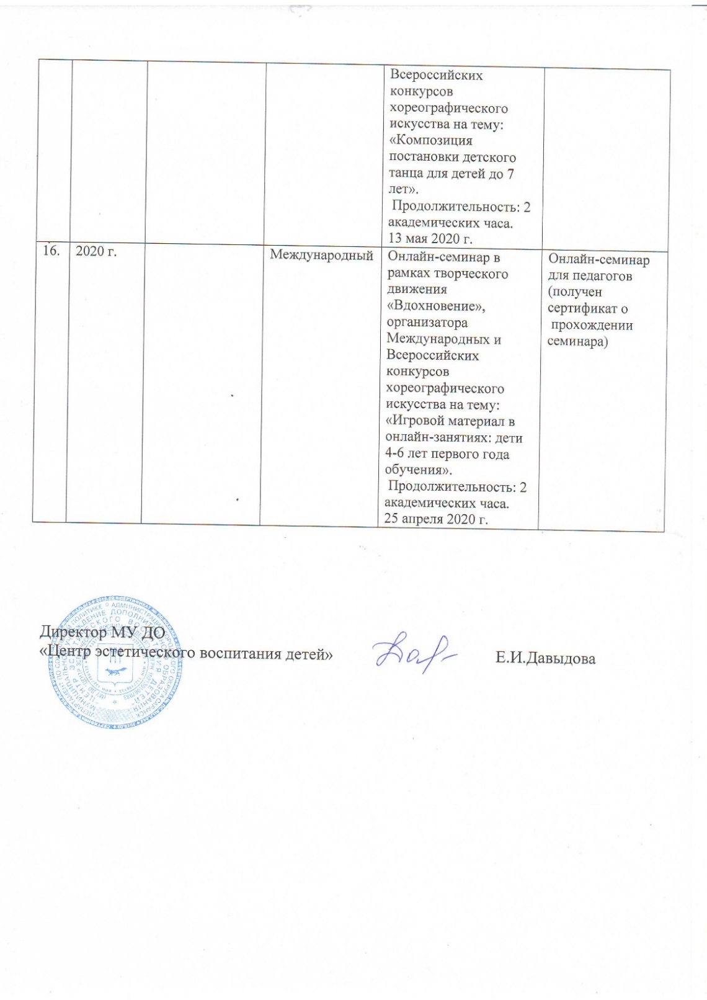 Всероссийских
конкурсов
хореографического
искусства на тему:
«Композиция
постановки детского
танца для детей до 7
лет».
Продолжительность: 2
академических часа.
13 мая 2020 г.
16.
2020 г.
Международный
Онлайн-семинар в
рамках творческого
движения
«Вдохновение»,
организатора
Международных и
Всероссийских
конкурсов
хореографического
искусства на тему:
«Игровой материал в
онлайн-занятиях: дети
4-6 лет первого года
обучения».
Продолжительность: 2
академических часа.
25 апреля 2020 г.
Онлайн-семинар
для педагогов
(получен
сертификат о
прохождении
семинара)
Директор МУ ДО
«Центр эстетического воспитания детей»
Е.И.Давыдова